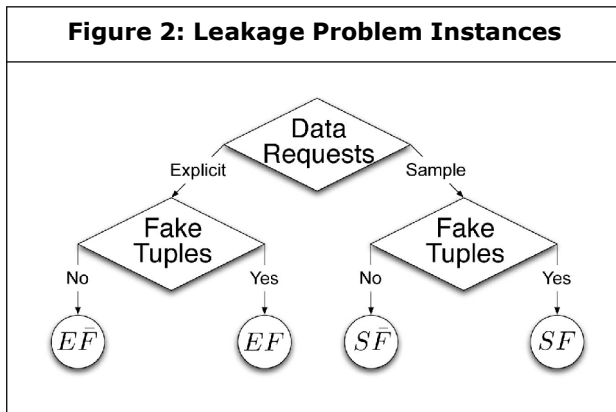 Figure 2: Leakage Problem Instances
Data
Requests
Explicit
Sample
Fake
Tuples
Fake
Tuples
No
Yes
No
Yes
EF̄
EF
SF̄
SF